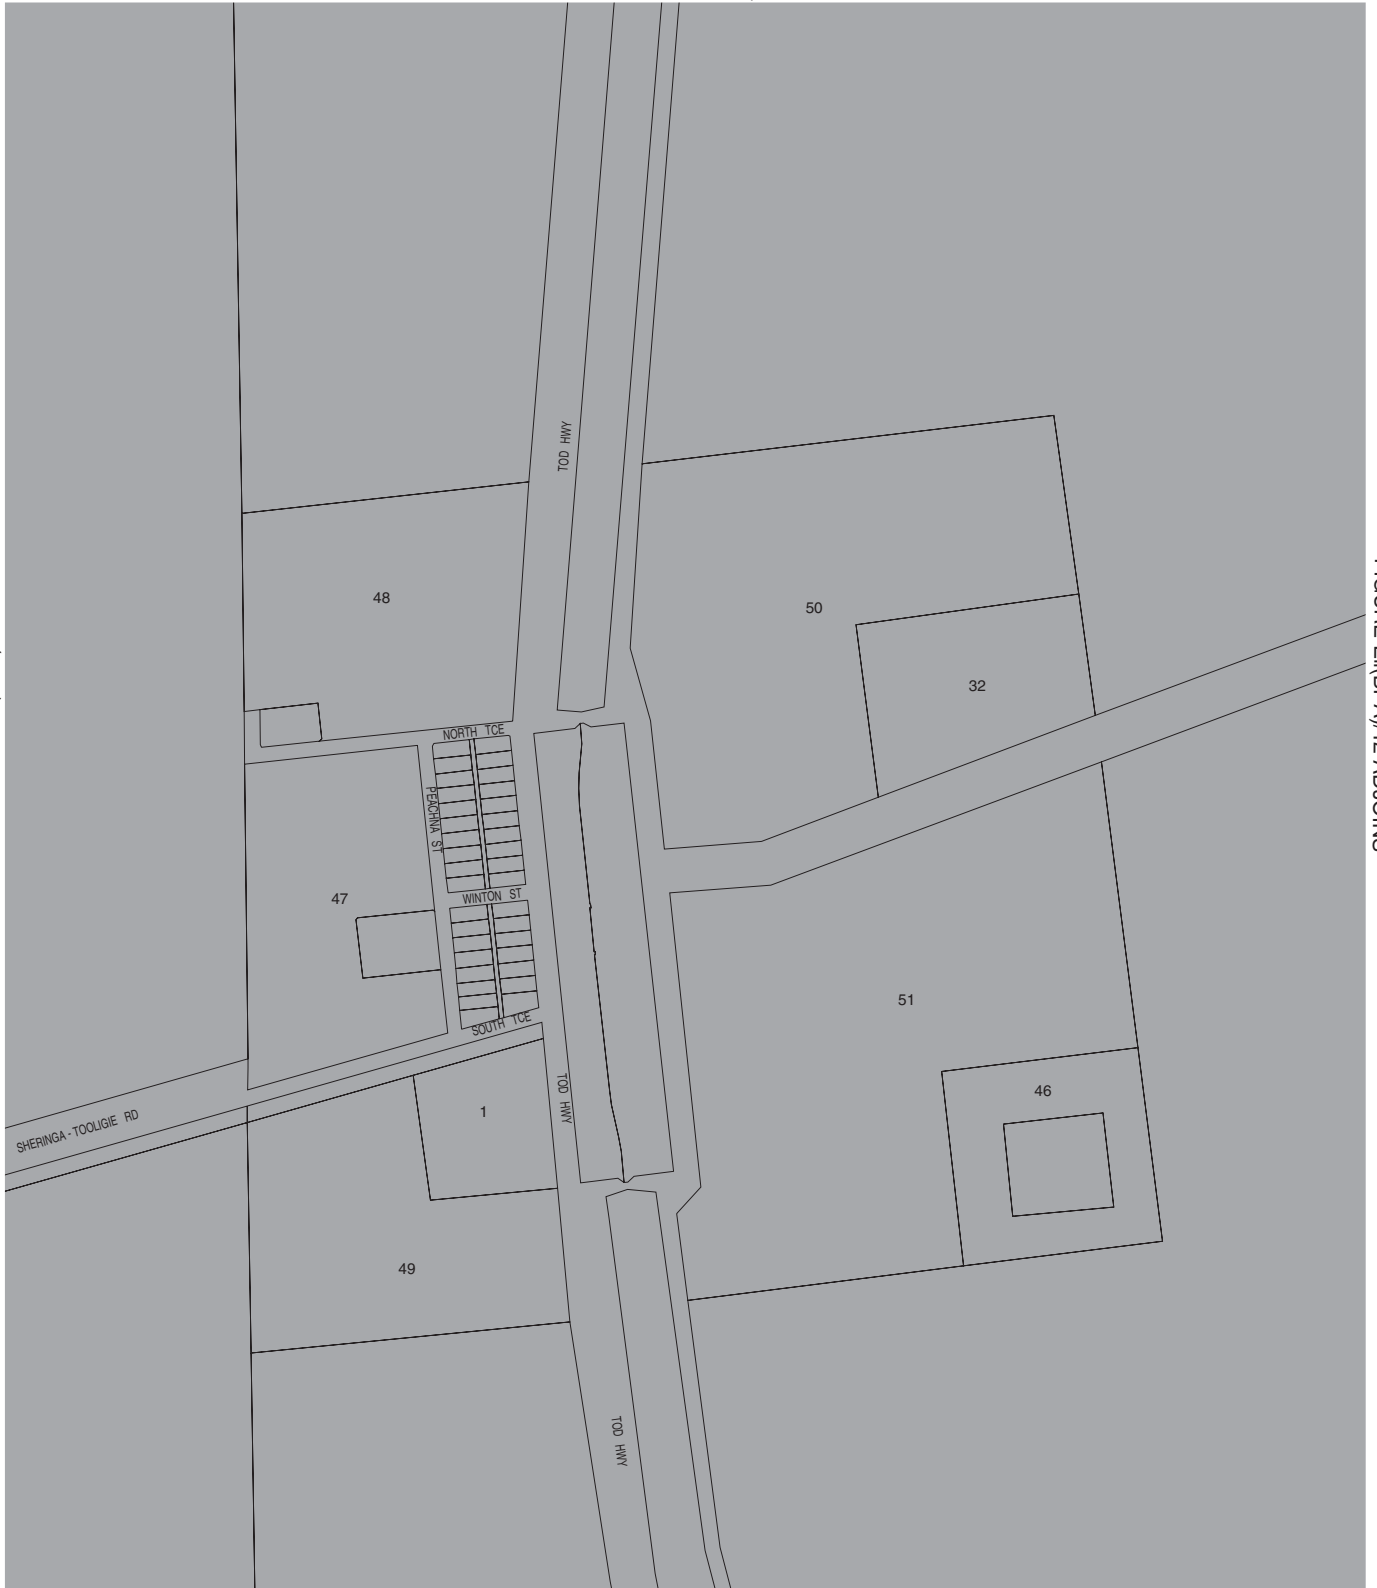 TOD HWY
48
50
32
NORTH TCE
PEACHNA ST
47
WINTON ST
51
SOUTH TCE
46
TOD HWY
1
SHERINGA - TOOLIGIE RD
49
TOD HWY